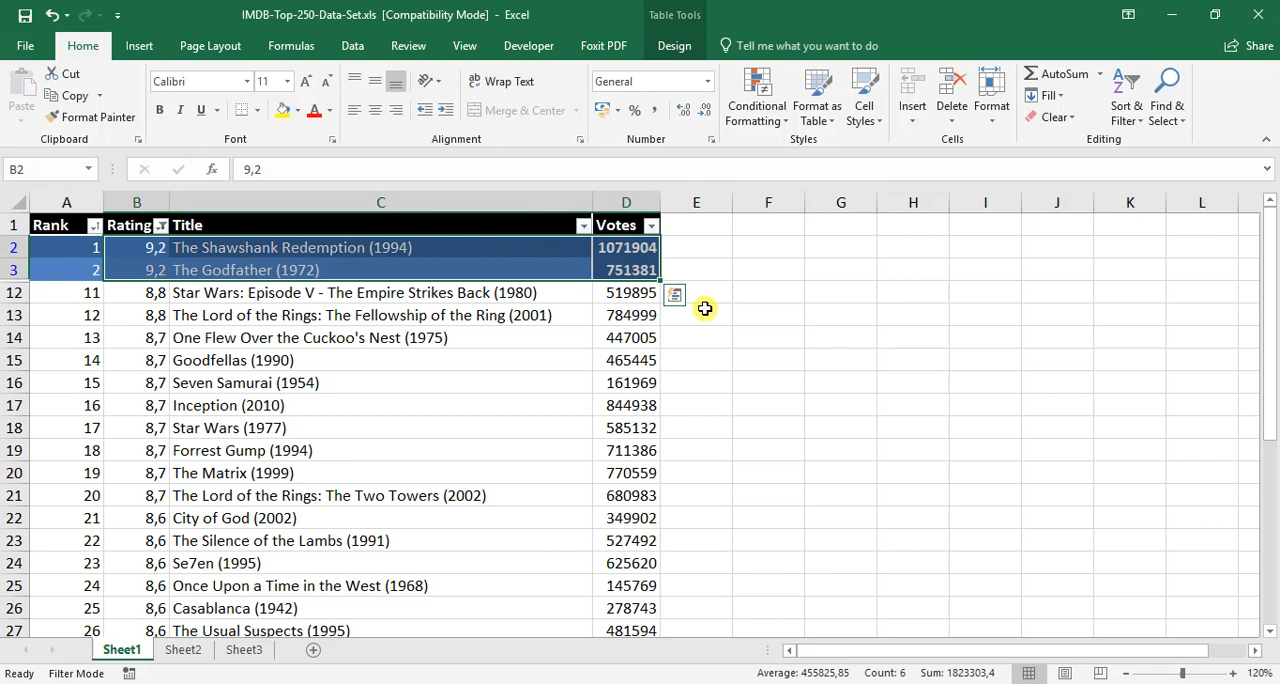 IMDB-Top-250-Data-Set.xls [Compatibility Mode] - Excel
Table Tools
File Home Insert Page Layout Formulas Data Review View Developer Foxit PDF Design Tell me what you want to do Share
Paste
Cut
Copy
Format Painter
Clipboard
Calibri 11
B I U
Font
Wrap Text
Merge & Center
Alignment
General
%
Number
Conditional Formatting
Format as Table
Cell Styles
Styles
Insert
Delete
Format
Cells
AutoSum
Fill
Clear
Sort & Filter
Find & Select
Editing
B2 fx 9,2
A B C D E F G H I J K L
1 Rank Rating Title Votes
2 1 9,2 The Shawshank Redemption (1994) 1071904
3 2 9,2 The Godfather (1972) 751381
12 11 8,8 Star Wars: Episode V - The Empire Strikes Back (1980) 519895
13 12 8,8 The Lord of the Rings: The Fellowship of the Ring (2001) 784999
14 13 8,7 One Flew Over the Cuckoo's Nest (1975) 447005
15 14 8,7 Goodfellas (1990) 465445
16 15 8,7 Seven Samurai (1954) 161969
17 16 8,7 Inception (2010) 844938
18 17 8,7 Star Wars (1977) 585132
19 18 8,7 Forrest Gump (1994) 711386
20 19 8,7 The Matrix (1999) 770559
21 20 8,7 The Lord of the Rings: The Two Towers (2002) 680983
22 21 8,6 City of God (2002) 349902
23 22 8,6 The Silence of the Lambs (1991) 527492
24 23 8,6 Se7en (1995) 625620
25 24 8,6 Once Upon a Time in the West (1968) 145769
26 25 8,6 Casablanca (1942) 278743
27 26 8,6 The Usual Suspects (1995) 481594
Sheet1 Sheet2 Sheet3
Ready Filter Mode Average: 455825,85 Count: 6 Sum: 1823303,4 120%